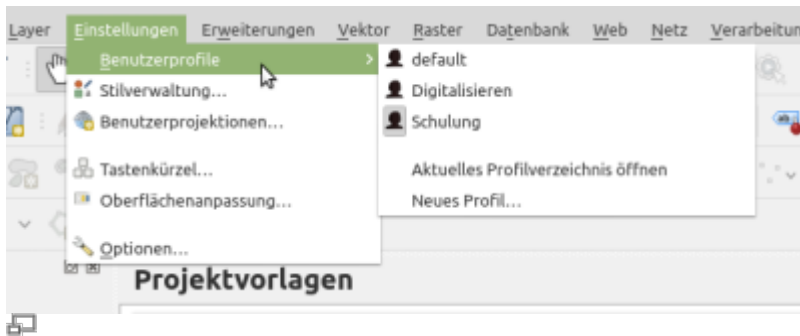 Layer Einstellungen Erweiterungen Vektor Raster Datenbank Web Netz Verarbeitun
Benutzerprofile
Stilverwaltung...
Benutzerprojektionen...
Tastenkürzel...
Oberflächenanpassung...
Optionen...
default
Digitalisieren
Schulung
Aktuelles Profilverzeichnis öffnen
Neues Profil...
Projektvorlagen